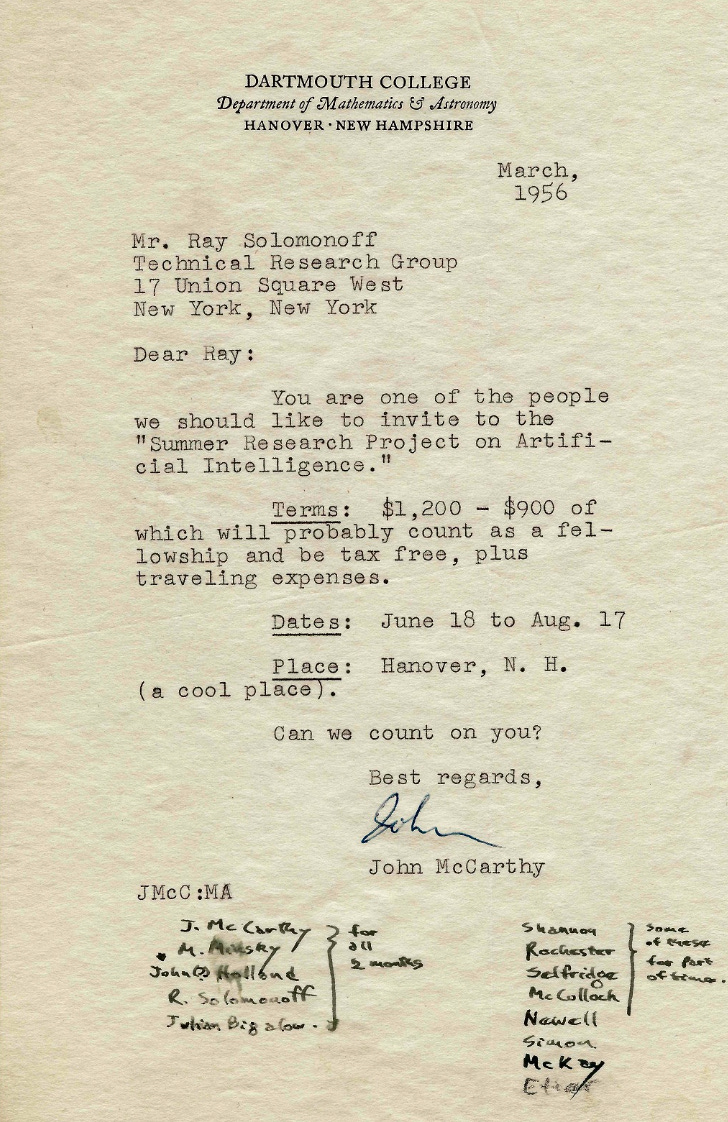 DARTMOUTH COLLEGE
Department of Mathematics & Astronomy
HANOVER · NEW HAMPSHIRE
March,
1956
Mr. Ray Solomonoff
Technical Research Group
17 Union Square West
New York, New York
Dear Ray:
You are one of the people
we should like to invite to the
"Summer Research Project on Artifi-
cial Intelligence."
Terms: $1,200 - $900 of
which will probably count as a fel-
lowship and be tax free, plus
traveling expenses.
Dates: June 18 to Aug. 17
Place: Hanover, N. H.
(a cool place).
Can we count on you?
Best regards,
John
John McCarthy
JMcC:MA
J. McCarthy
M. Minsky
John Holland
R. Solomonoff
Julian Bigelow.
for
all
2 months
Shannon
Rochester
Selfridge
McCulloch
Newell
Simon.
McKay
some
of these
for part
of time.